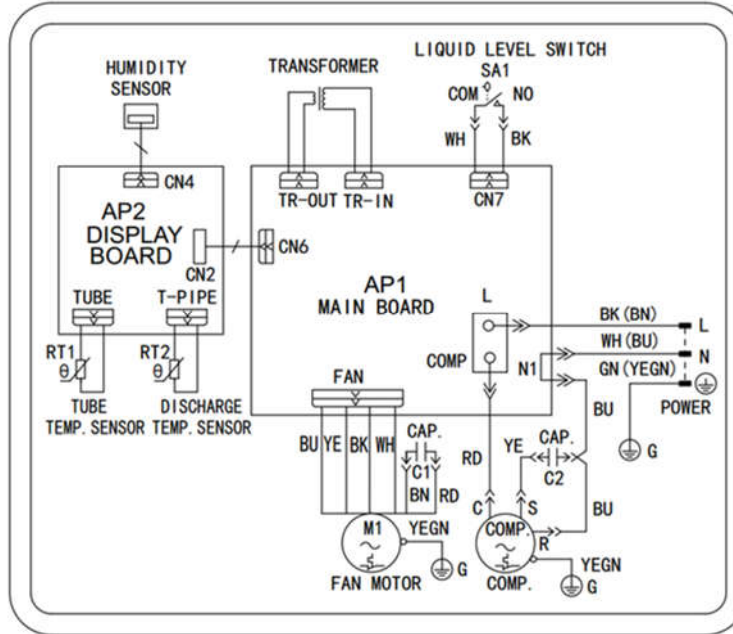 LIQUID LEVEL SWITCH
SA1
HUMIDITY
SENSOR
TRANSFORMER
COM
NO
WH
BK
CN4
TR-OUT
TR-IN
CN7
AP2
DISPLAY
BOARD
CN2
CN6
AP1
MAIN BOARD
TUBE
T-PIPE
L
BK(BN)
L
WH(BU)
N
GN(YEGN)
POWER
G
COMP
N1
RT1
θ
RT2
θ
TUBE
TEMP. SENSOR
DISCHARGE
TEMP. SENSOR
FAN
BU
YE
BK
WH
CAP.
C1
BN
RD
RD
YE
CAP.
C2
BU
BU
C
S
R
M1
YEGN
G
FAN MOTOR
COMP.
YEGN
G
COMP.